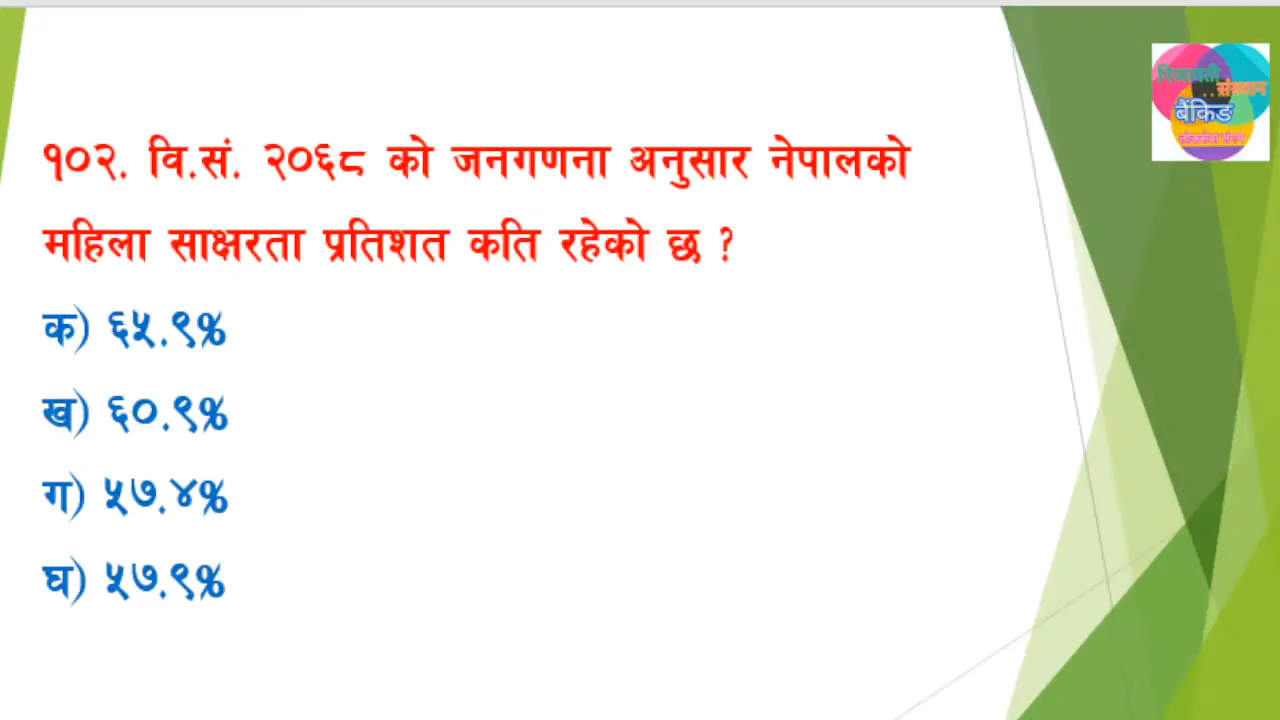 १०२. वि.सं. २०६८ को जनगणना अनुसार नेपालको
महिला साक्षरता प्रतिशत कति रहेको छ ?
क) ६५.९%
ख) ६०.९%
ग) ५७.४%
घ) ५७.९%
निजामती
..संस्थान
बैंकिङ